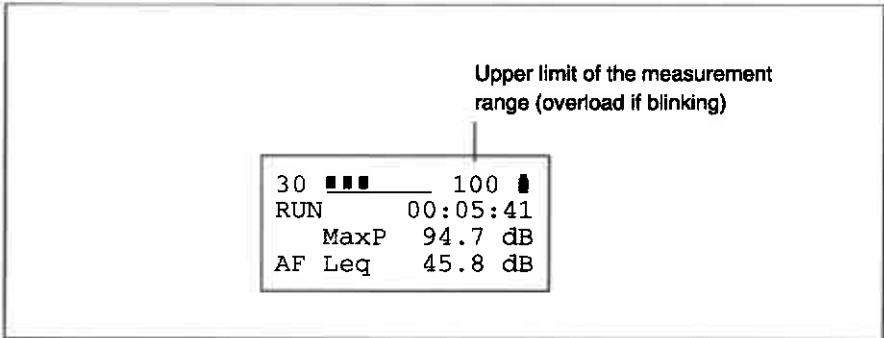 Upper limit of the measurement
range (overload if blinking)
30 100
RUN 00:05:41
MaxP 94.7 dB
AF Leq 45.8 dB